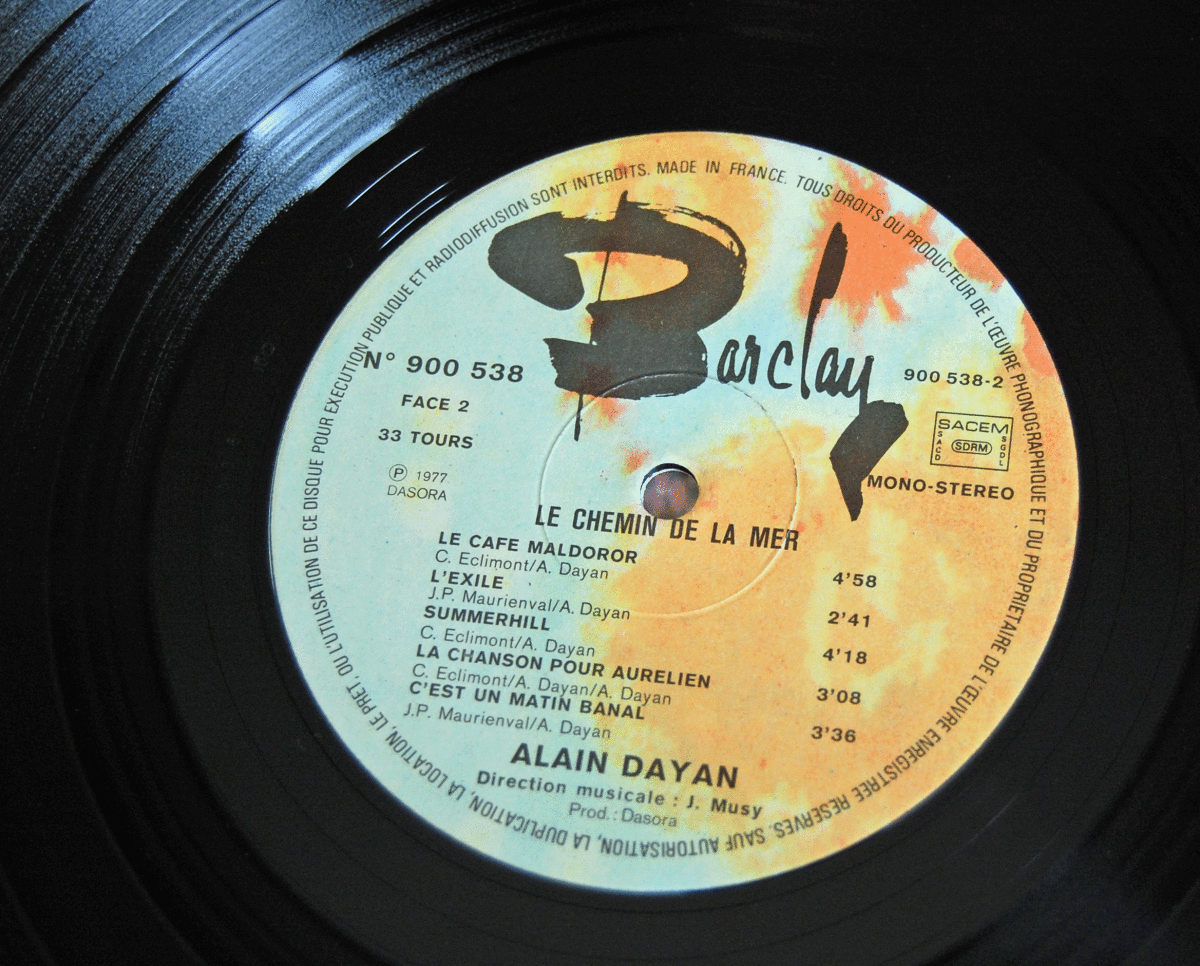 MADE IN FRANCE. TOUS DROITS DU PRODUCTEUR DE L'ŒUVRE PHONOGRAPHIQUE ET DU PROPRIETAIRE DE L'ŒUVRE ENREGISTREE RESERVES. SAUF AUTORISATION, LA DUPLICATION, LA LOCATION, LE PRET, OU L'UTILISATION DE CE DISQUE POUR EXECUTION PUBLIQUE ET RADIODIFFUSION SONT INTERDITS.
Barclay
N° 900 538
900 538-2
FACE 2
33 TOURS
Ⓟ 1977
DASORA
SACEM
SACD SDRM SGDL
MONO-STEREO
LE CHEMIN DE LA MER
LE CAFE MALDOROR
C. Eclimont/A. Dayan 4'58
L'EXILE
J.P. Maurienval/A. Dayan 2'41
SUMMERHILL
C. Eclimont/A. Dayan 4'18
LA CHANSON POUR AURELIEN
C. Eclimont/A. Dayan/A. Dayan 3'08
C'EST UN MATIN BANAL
J.P. Maurienval/A. Dayan 3'36
ALAIN DAYAN
Direction musicale : J. Musy
Prod.: Dasora